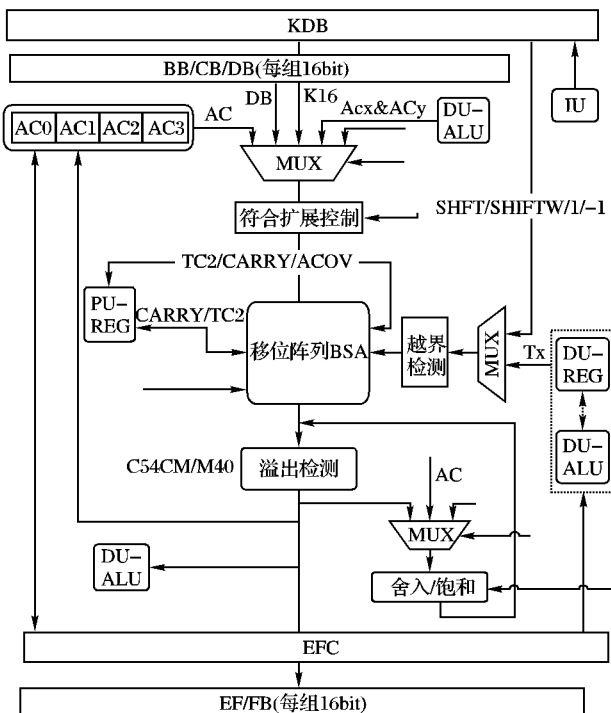 KDB
BB/CB/DB(每组16bit)
DB
K16
IU
AC0 AC1 AC2 AC3
AC
Acx&ACy
DU-
ALU
MUX
符合扩展控制
SHFT/SHIFTW/1/-1
TC2/CARRY/ACOV
PU-
REG
CARRY/TC2
移位阵列BSA
越界
检测
MUX
Tx
DU-
REG
DU-
ALU
C54CM/M40
溢出检测
AC
MUX
DU-
ALU
舍入/饱和
EFC
EF/FB(每组16bit)